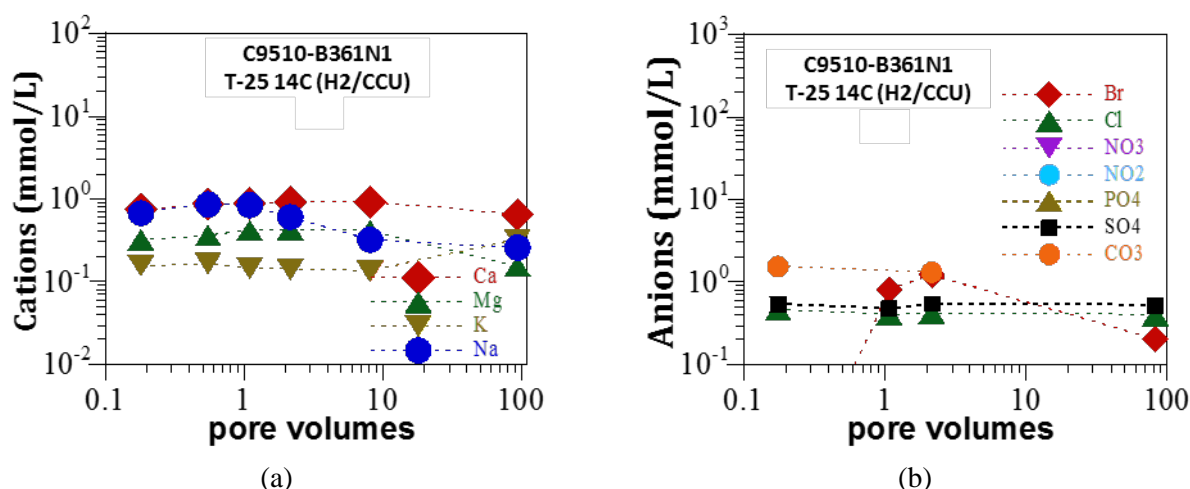 C9510-B361N1
T-25 14C (H2/CCU)
Cations (mmol/L)
10^2
10^1
10^0
10^-1
10^-2
Ca
Mg
K
Na
0.1 1 10 100
pore volumes
(a)
C9510-B361N1
T-25 14C (H2/CCU)
Anions (mmol/L)
10^3
10^2
10^1
10^0
10^-1
Br
Cl
NO3
NO2
PO4
SO4
CO3
0.1 1 10 100
pore volumes
(b)